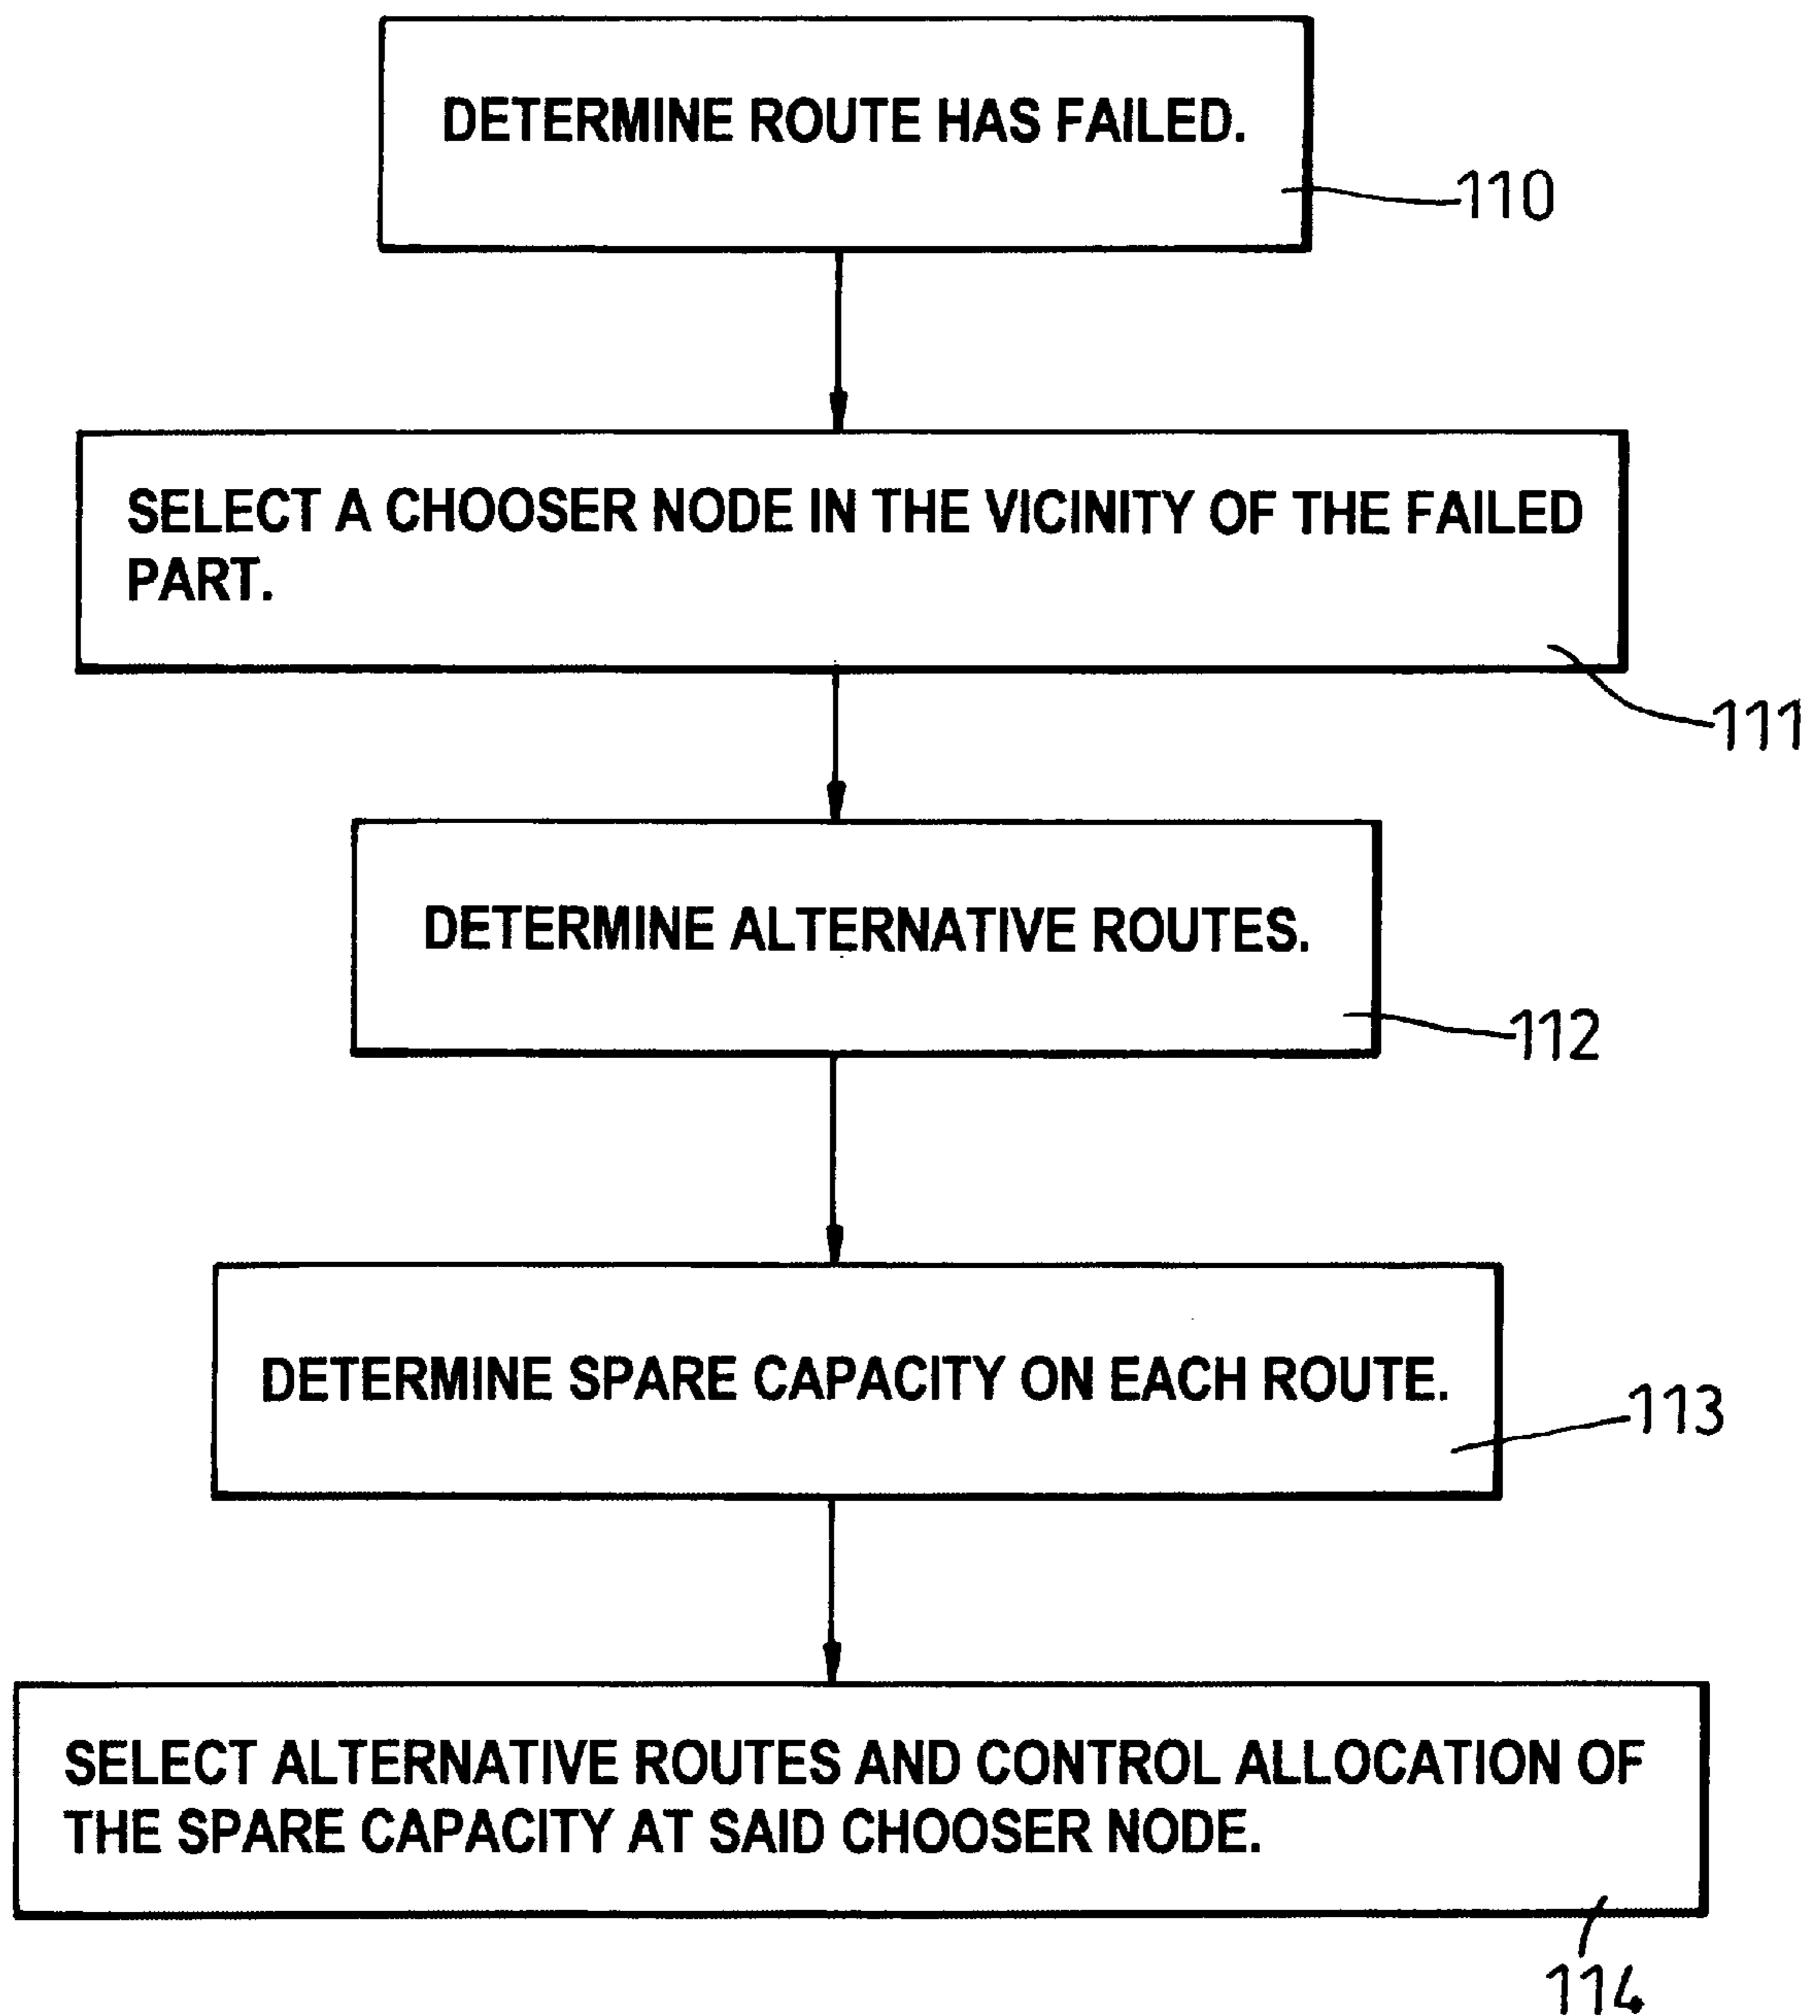 DETERMINE ROUTE HAS FAILED.
110
SELECT A CHOOSER NODE IN THE VICINITY OF THE FAILED
PART.
111
DETERMINE ALTERNATIVE ROUTES.
112
DETERMINE SPARE CAPACITY ON EACH ROUTE.
113
SELECT ALTERNATIVE ROUTES AND CONTROL ALLOCATION OF
THE SPARE CAPACITY AT SAID CHOOSER NODE.
114